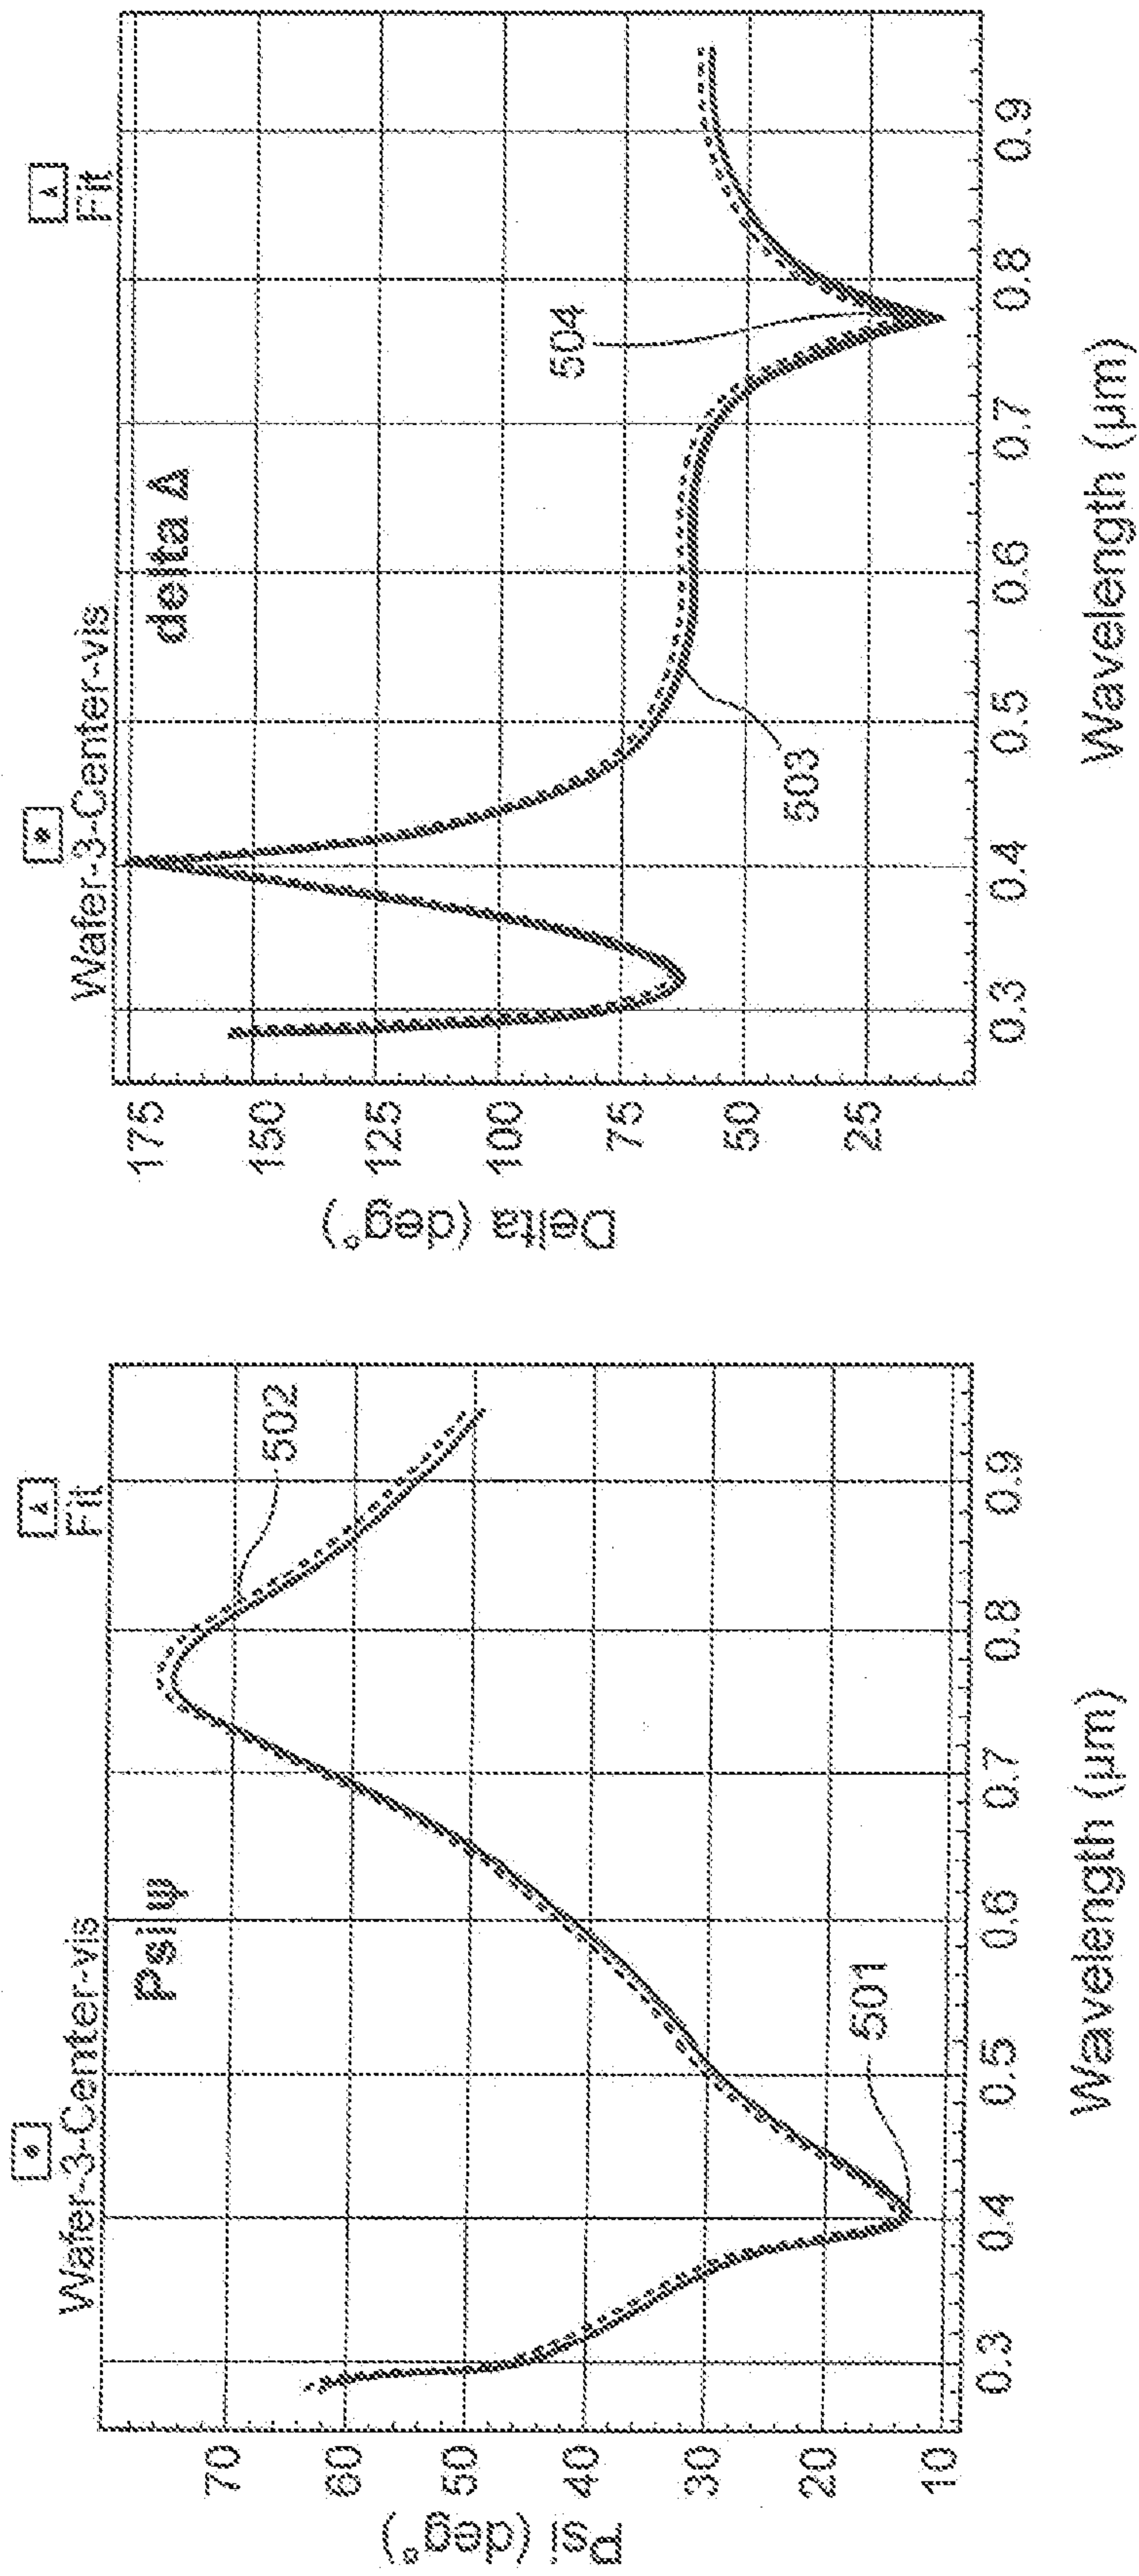 Wafer-3-Center-vis
A
Fit
Psi ψ
502
501
Psi (deg°)
70
60
50
40
30
20
10
0.3
0.4
0.5
0.6
0.7
0.8
0.9
Wavelength (µm)
Wafer-3-Center-vis
A
Fit
delta Δ
504
503
Delta (deg°)
175
150
125
100
75
50
25
0.3
0.4
0.5
0.6
0.7
0.8
0.9
Wavelength (µm)